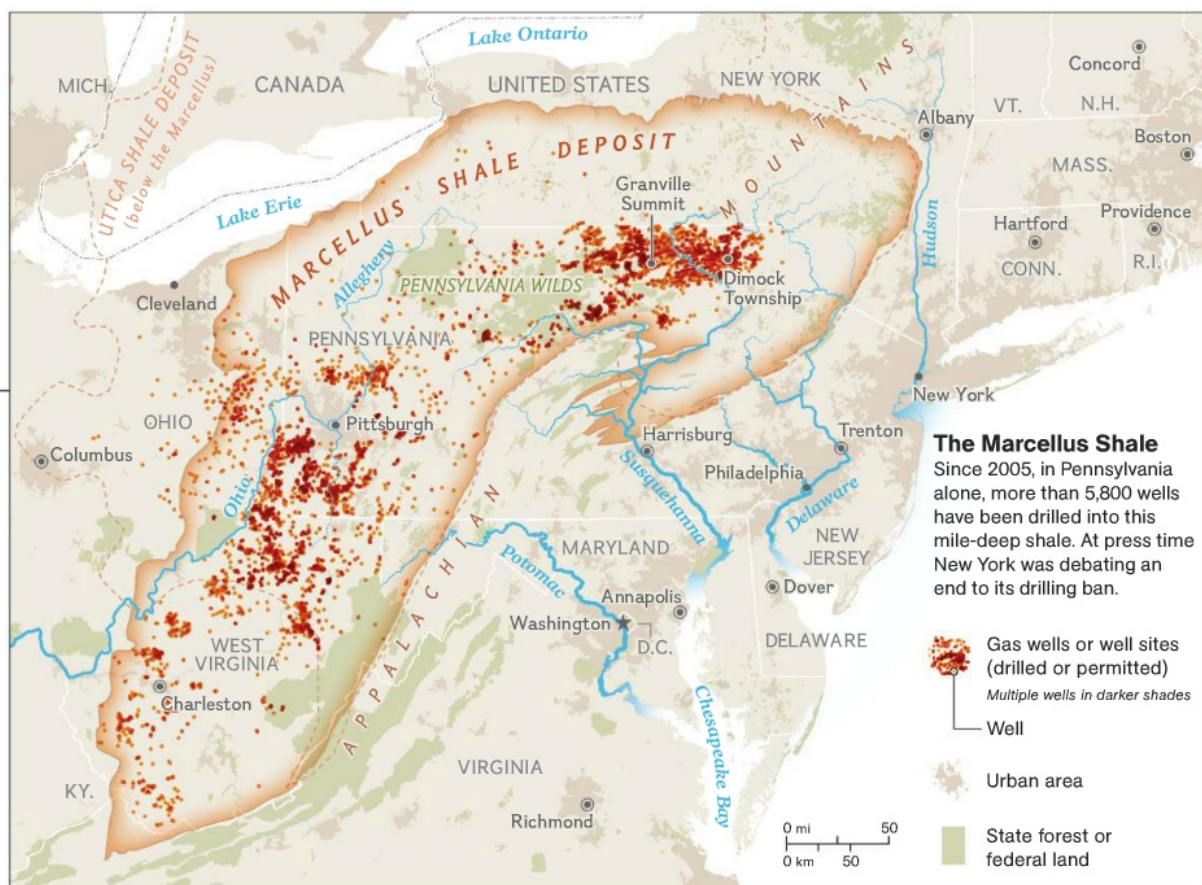 Lake Ontario
MICH.
CANADA
UNITED STATES
NEW YORK
Concord
VT.
N.H.
Albany
Boston
MASS.
UTICA SHALE DEPOSIT
(below the Marcellus)
MARCELLUS SHALE DEPOSIT
Lake Erie
Granville
Summit
Hartford
Providence
CONN.
R.I.
Hudson
Cleveland
Allegheny
PENNSYLVANIA WILDS
Dimock
Township
PENNSYLVANIA
New York
OHIO
Pittsburgh
Columbus
Harrisburg
Trenton
Philadelphia
Ohio
Susquehanna
Delaware
NEW
JERSEY
APPALACHIAN MOUNTAINS
MARYLAND
Potomac
Annapolis
Dover
Washington
D.C.
DELAWARE
WEST
VIRGINIA
Charleston
Chesapeake Bay
KY.
VIRGINIA
Richmond
The Marcellus Shale
Since 2005, in Pennsylvania
alone, more than 5,800 wells
have been drilled into this
mile-deep shale. At press time
New York was debating an
end to its drilling ban.
Gas wells or well sites
(drilled or permitted)
Multiple wells in darker shades
Well
Urban area
State forest or
federal land
0 mi 50
0 km 50